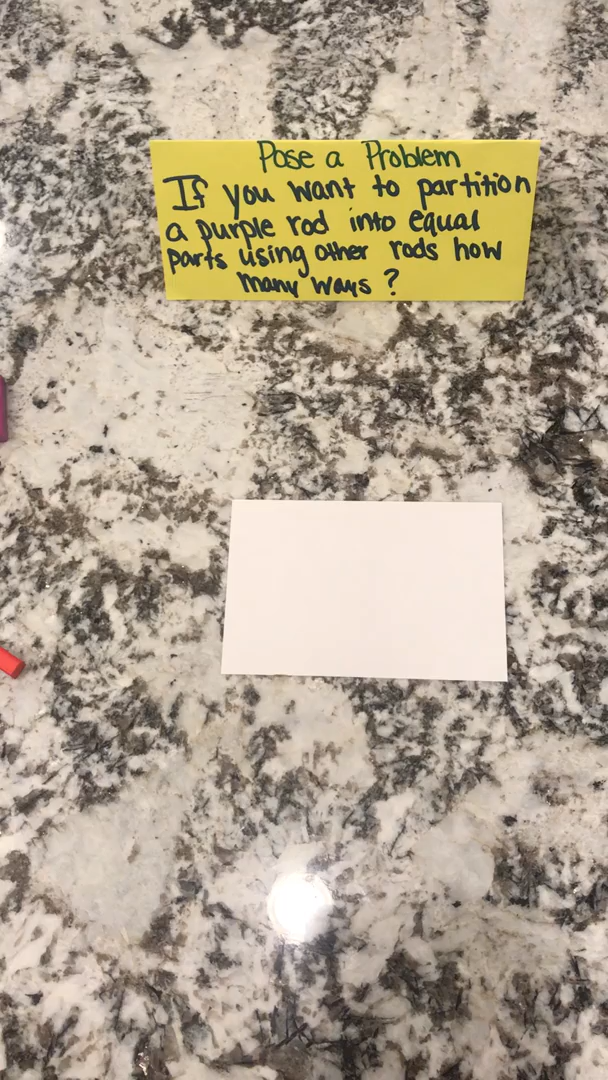 Pose a Problem
If you want to partition
a purple rod into equal
parts using other rods how
many ways ?